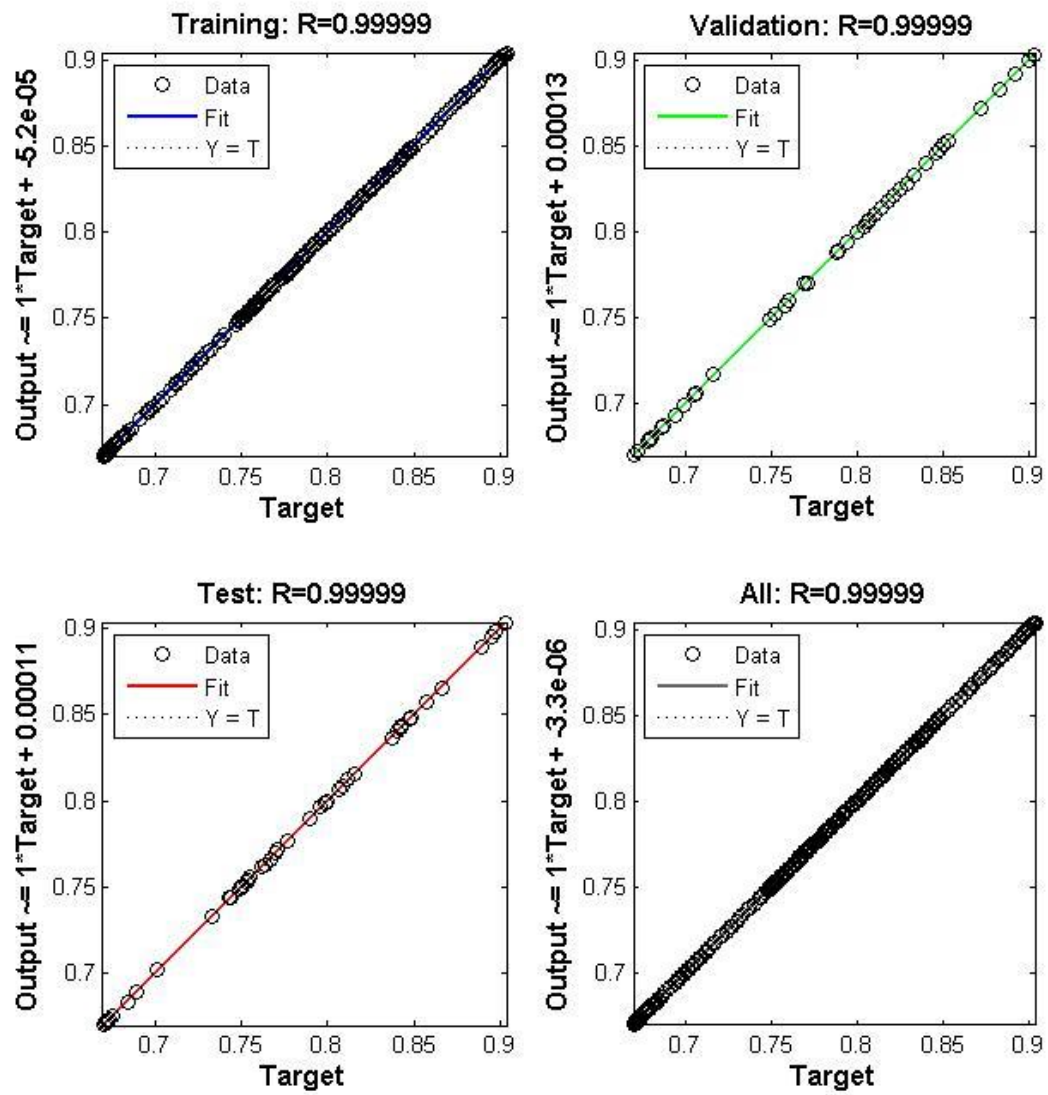 Training: R=0.99999
Output ~= 1*Target + -5.2e-05
Data
Fit
Y = T
0.9
0.85
0.8
0.75
0.7
0.7 0.75 0.8 0.85 0.9
Target
Validation: R=0.99999
Output ~= 1*Target + 0.00013
Data
Fit
Y = T
0.9
0.85
0.8
0.75
0.7
0.7 0.75 0.8 0.85 0.9
Target
Test: R=0.99999
Output ~= 1*Target + 0.00011
Data
Fit
Y = T
0.9
0.85
0.8
0.75
0.7
0.7 0.75 0.8 0.85 0.9
Target
All: R=0.99999
Output ~= 1*Target + -3.3e-06
Data
Fit
Y = T
0.9
0.85
0.8
0.75
0.7
0.7 0.75 0.8 0.85 0.9
Target